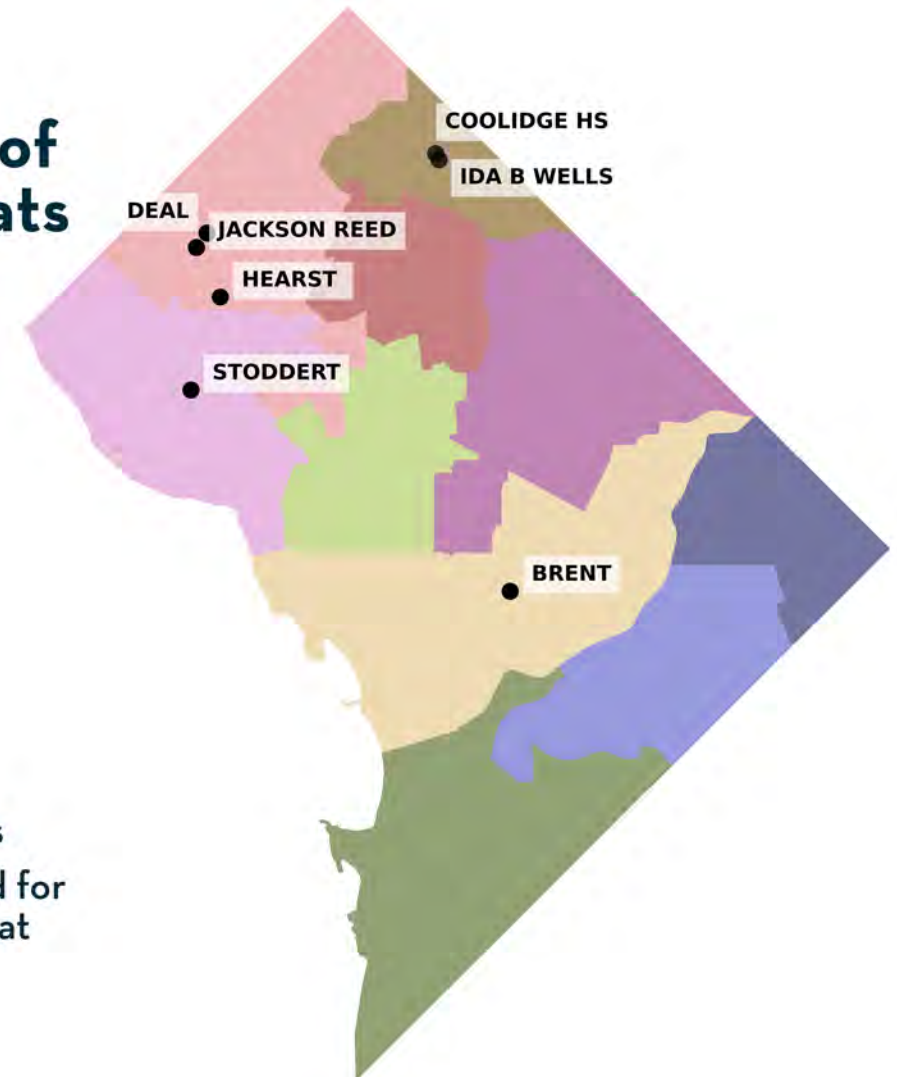 of
ats
COOLIDGE HS
IDA B WELLS
DEAL
JACKSON REED
HEARST
STODDERT
BRENT
s
d for
at